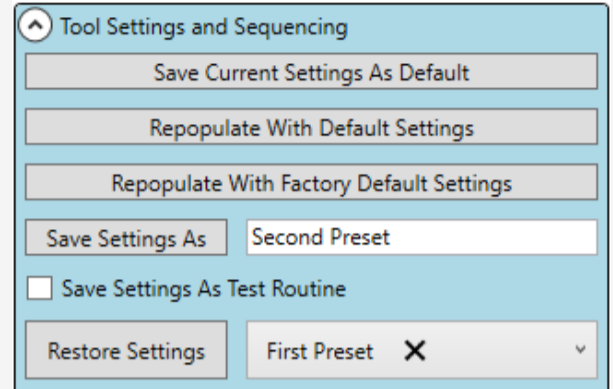 Tool Settings and Sequencing
Save Current Settings As Default
Repopulate With Default Settings
Repopulate With Factory Default Settings
Save Settings As Second Preset
Save Settings As Test Routine
Restore Settings First Preset